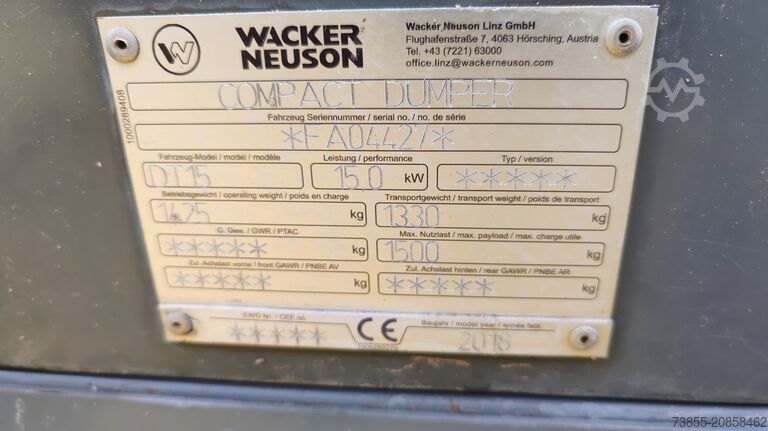 WACKER
NEUSON
Wacker Neuson Linz GmbH
Flughafenstraße 7, 4063 Hörsching, Austria
Tel. +43 (7221) 63000
office.linz@wackerneuson.com
1000289408
COMPACT DUMPER
Fahrzeug Seriennummer / serial no. / no. de série
*FA04427*
Fahrzeug-Model / model / modèle
DT15
Leistung / performance
15,0 kW
Typ / version
*****
Betriebsgewicht / operating weight / poids en charge
1425 kg
Transportgewicht / transport weight / poids de transport
1330 kg
G. Gew. / GWR / PTAC
***** kg
Max. Nutzlast / max. payload / max. charge utile
1500 kg
Zul. Achslast vorne / front GAWR / PNBE AV
***** kg
Zul. Achslast hinten / rear GAWR / PNBE AR
***** kg
EWG Nr. / CEE no.
*****
CE
Baujahr / model year / année fabr.
2018
73855-20858462